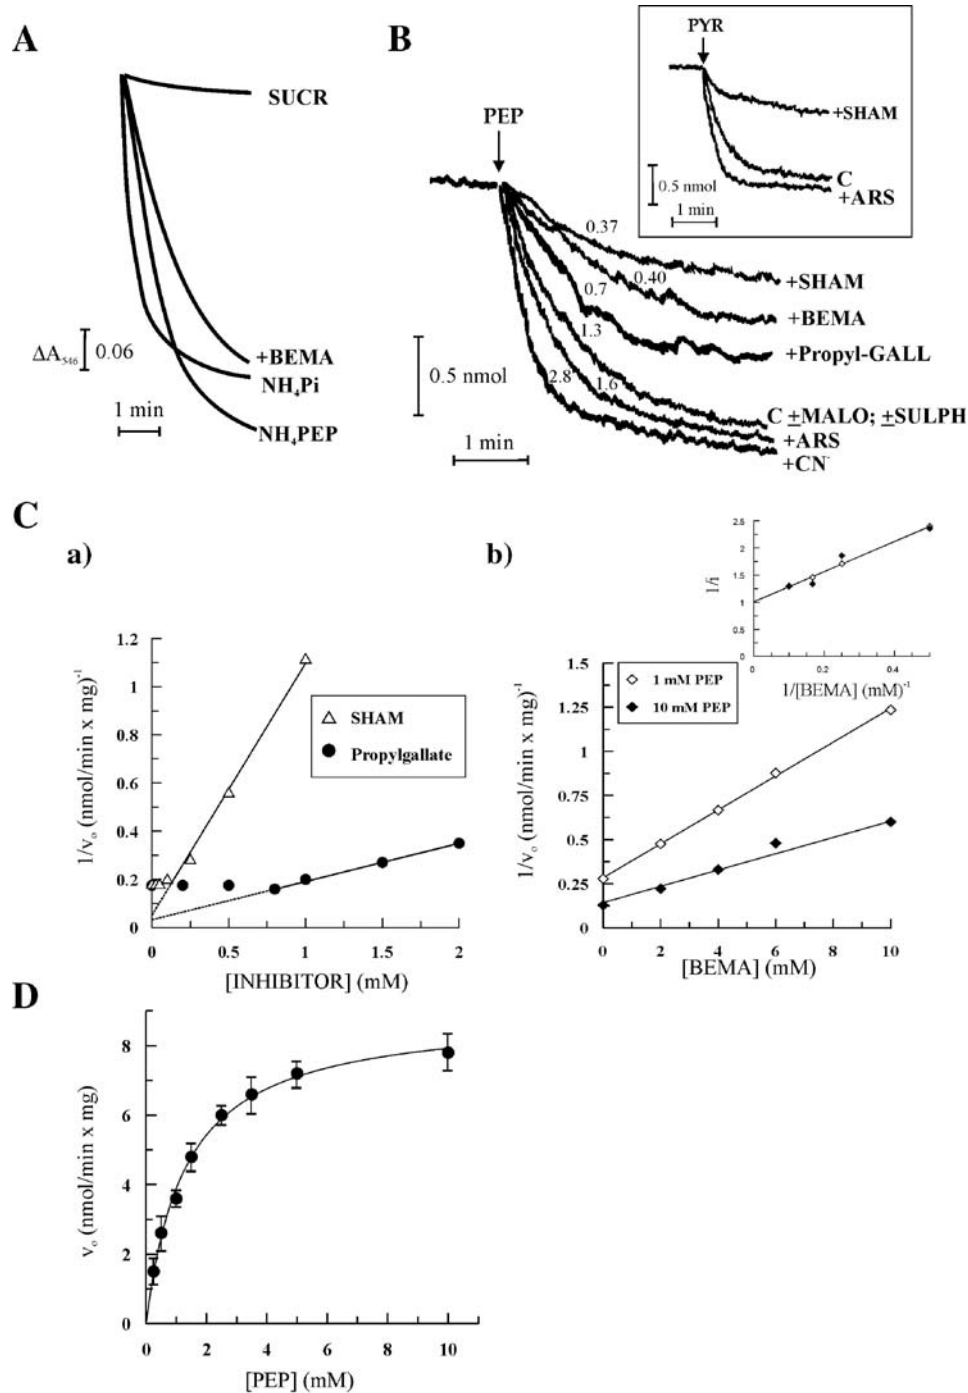 A
SUCR
ΔA546
0.06
1 min
+BEMA
NH4Pi
NH4PEP
B
PEP
0.5 nmol
1 min
0.37
0.40
0.7
1.3
1.6
2.8
+SHAM
+BEMA
+Propyl-GALL
C ±MALO; ±SULPH
+ARS
+CN-
PYR
+SHAM
C
+ARS
0.5 nmol
1 min
C
a)
1/vo (nmol/min x mg)-1
1.2
1
0.8
0.6
0.4
0.2
0
SHAM
Propylgallate
0 0.5 1 1.5 2
[INHIBITOR] (mM)
b)
1/i
2.5
2
1.5
1
0.5
0
0 0.2 0.4
1/[BEMA] (mM)-1
1/vo (nmol/min x mg)-1
1.5
1.25
1
0.75
0.5
0.25
0
1 mM PEP
10 mM PEP
0 2 4 6 8 10
[BEMA] (mM)
D
vo (nmol/min x mg)
8
6
4
2
0
0 2 4 6 8 10
[PEP] (mM)